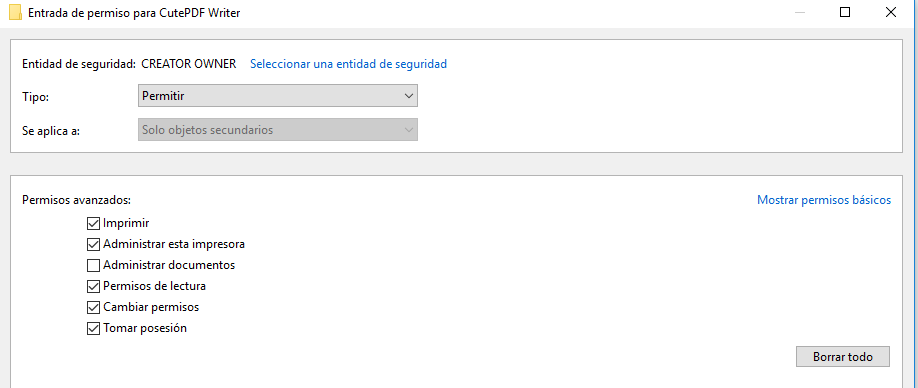 Entrada de permiso para CutePDF Writer
Entidad de seguridad: CREATOR OWNER Seleccionar una entidad de seguridad
Tipo: Permitir
Se aplica a: Solo objetos secundarios
Permisos avanzados: Mostrar permisos básicos
Imprimir
Administrar esta impresora
Administrar documentos
Permisos de lectura
Cambiar permisos
Tomar posesión
Borrar todo